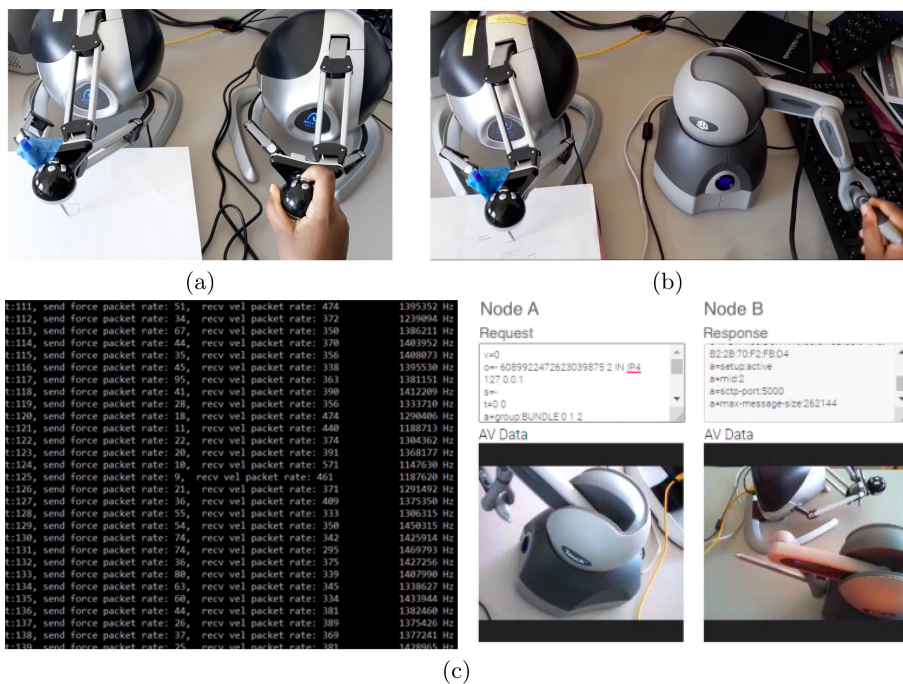 (a)
(b)
t:111, send force packet rate: 51, recv vel packet rate: 474 1395352 Hz
t:112, send force packet rate: 34, recv vel packet rate: 372 1239094 Hz
t:113, send force packet rate: 67, recv vel packet rate: 350 1386211 Hz
t:114, send force packet rate: 44, recv vel packet rate: 370 1403952 Hz
t:115, send force packet rate: 35, recv vel packet rate: 356 1408073 Hz
t:116, send force packet rate: 45, recv vel packet rate: 338 1395530 Hz
t:117, send force packet rate: 95, recv vel packet rate: 363 1381151 Hz
t:118, send force packet rate: 41, recv vel packet rate: 390 1412209 Hz
t:119, send force packet rate: 28, recv vel packet rate: 356 1333710 Hz
t:120, send force packet rate: 18, recv vel packet rate: 474 1290406 Hz
t:121, send force packet rate: 11, recv vel packet rate: 440 1188713 Hz
t:122, send force packet rate: 22, recv vel packet rate: 374 1304362 Hz
t:123, send force packet rate: 20, recv vel packet rate: 391 1368177 Hz
t:124, send force packet rate: 10, recv vel packet rate: 571 1147630 Hz
t:125, send force packet rate: 9, recv vel packet rate: 461 1187620 Hz
t:126, send force packet rate: 21, recv vel packet rate: 371 1291492 Hz
t:127, send force packet rate: 36, recv vel packet rate: 409 1375350 Hz
t:128, send force packet rate: 55, recv vel packet rate: 333 1306315 Hz
t:129, send force packet rate: 54, recv vel packet rate: 350 1450315 Hz
t:130, send force packet rate: 74, recv vel packet rate: 342 1425914 Hz
t:131, send force packet rate: 74, recv vel packet rate: 295 1469793 Hz
t:132, send force packet rate: 36, recv vel packet rate: 375 1427256 Hz
t:133, send force packet rate: 80, recv vel packet rate: 339 1407990 Hz
t:134, send force packet rate: 63, recv vel packet rate: 345 1338627 Hz
t:135, send force packet rate: 60, recv vel packet rate: 334 1433944 Hz
t:136, send force packet rate: 44, recv vel packet rate: 381 1382460 Hz
t:137, send force packet rate: 26, recv vel packet rate: 389 1375426 Hz
t:138, send force packet rate: 37, recv vel packet rate: 369 1377241 Hz
t:139, send force packet rate: 25, recv vel packet rate: 381 1428965 Hz
Node A
Request
v=0
o=- 6089922472623039875 2 IN IP4
127.0.0.1
s=-
t=0 0
a=group:BUNDLE 0 1 2
AV Data
Touch
Node B
Response
B2:2B:70:F2:FB:D4
a=setup:active
a=mid:2
a=sctp-port:5000
a=max-message-size:262144
AV Data
(c)